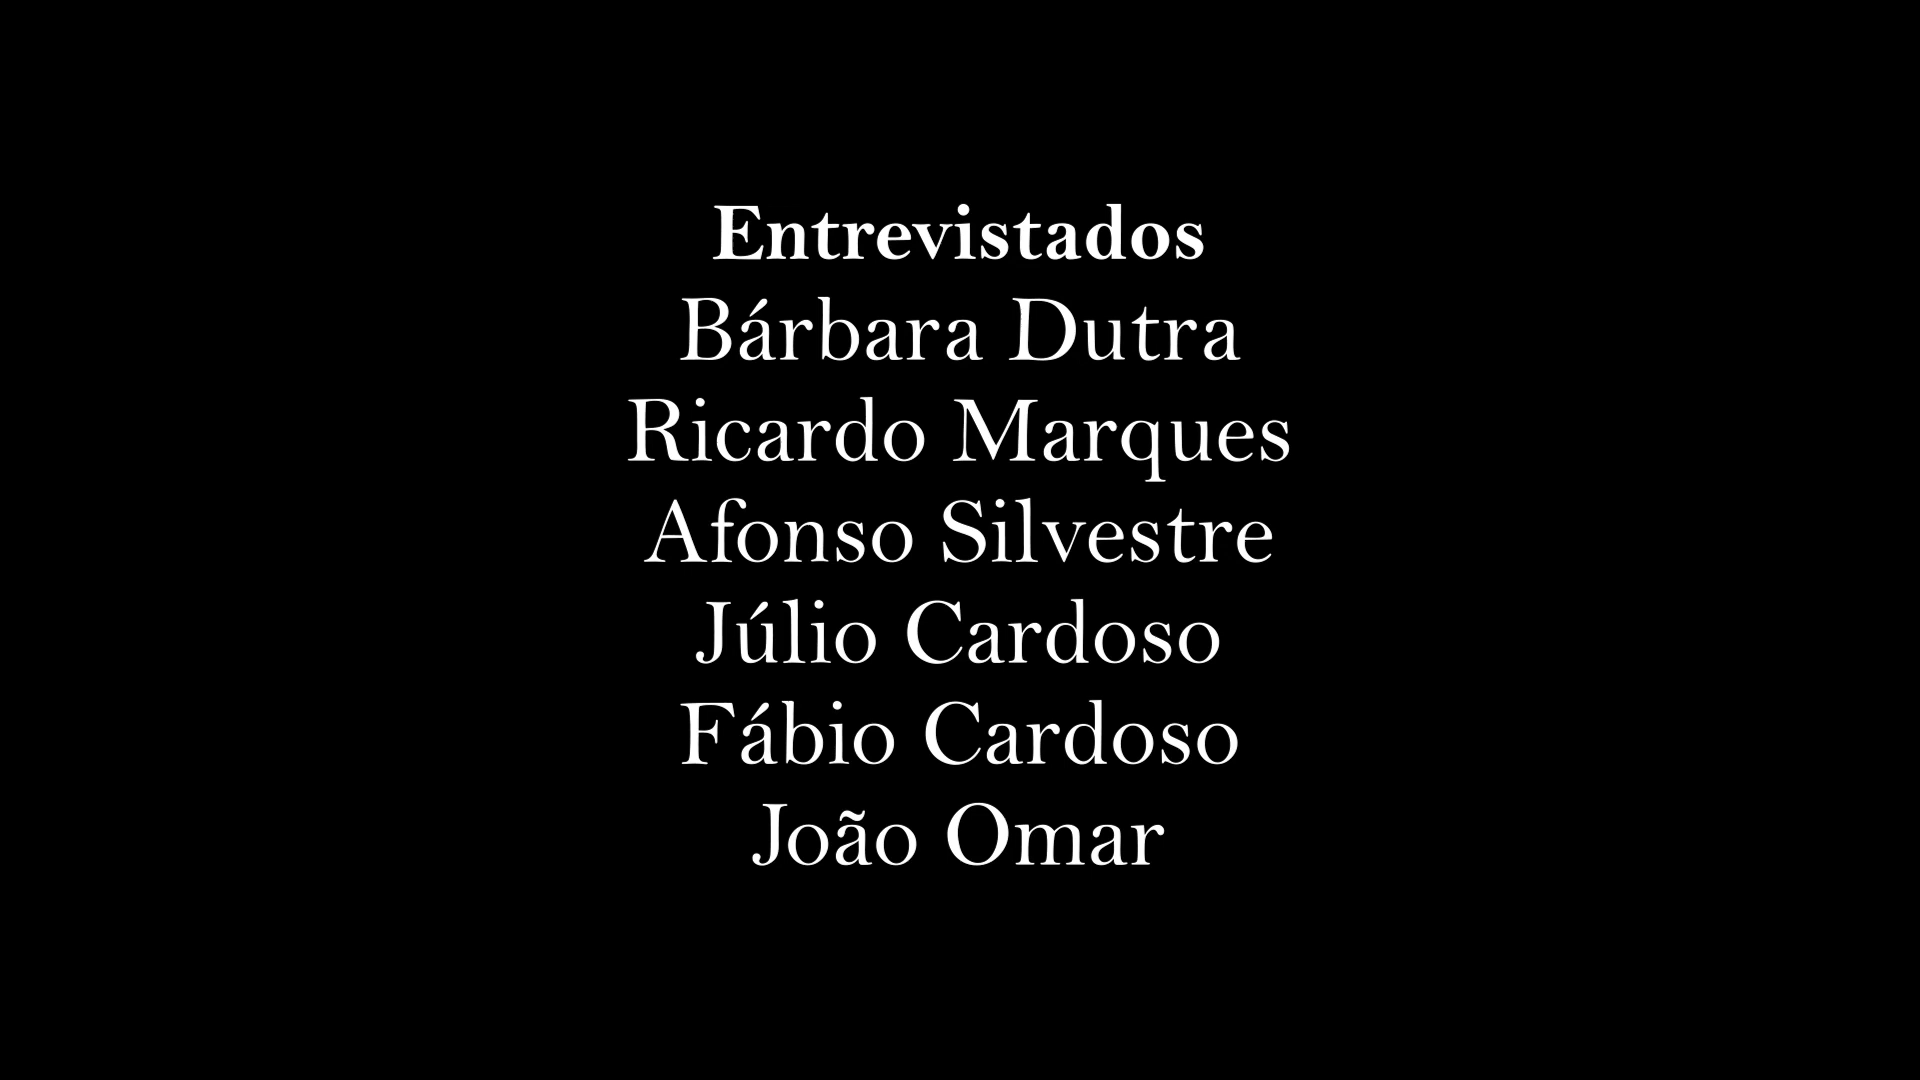 Entrevistados
Bárbara Dutra
Ricardo Marques
Afonso Silvestre
Júlio Cardoso
Fábio Cardoso
João Omar